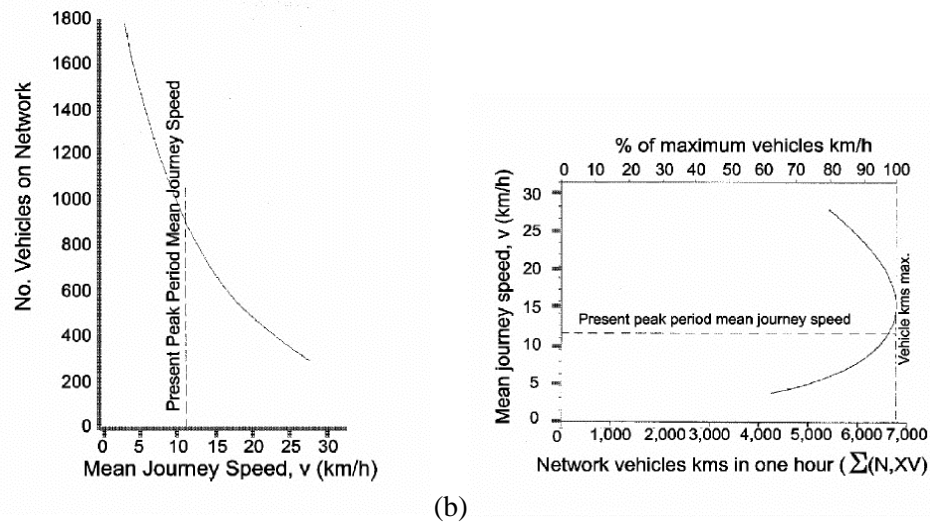 1800
1600
1400
1200
1000
800
600
400
200
0
No. Vehicles on Network
Present Peak Period Mean Journey Speed
0 5 10 15 20 25 30
Mean Journey Speed, v (km/h)
% of maximum vehicles km/h
0 10 20 30 40 50 60 70 80 90 100
30
25
20
15
10
5
0
Mean journey speed, v (km/h)
Present peak period mean journey speed
Vehicle kms max.
0 1,000 2,000 3,000 4,000 5,000 6,000 7,000
Network vehicles kms in one hour (∑(N,XV)
(b)